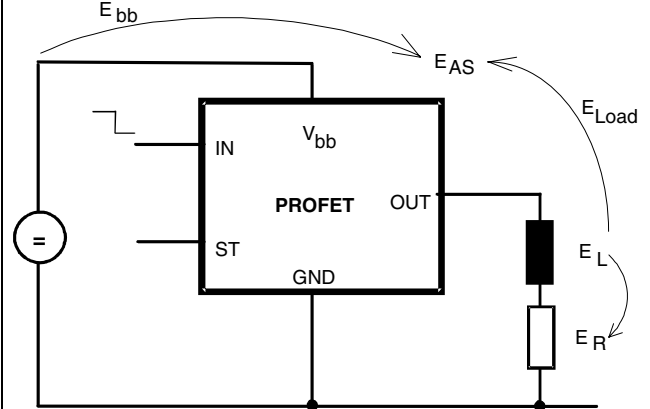 E bb
E AS
E Load
V bb
IN
PROFET
OUT
=
ST
E L
GND
E R